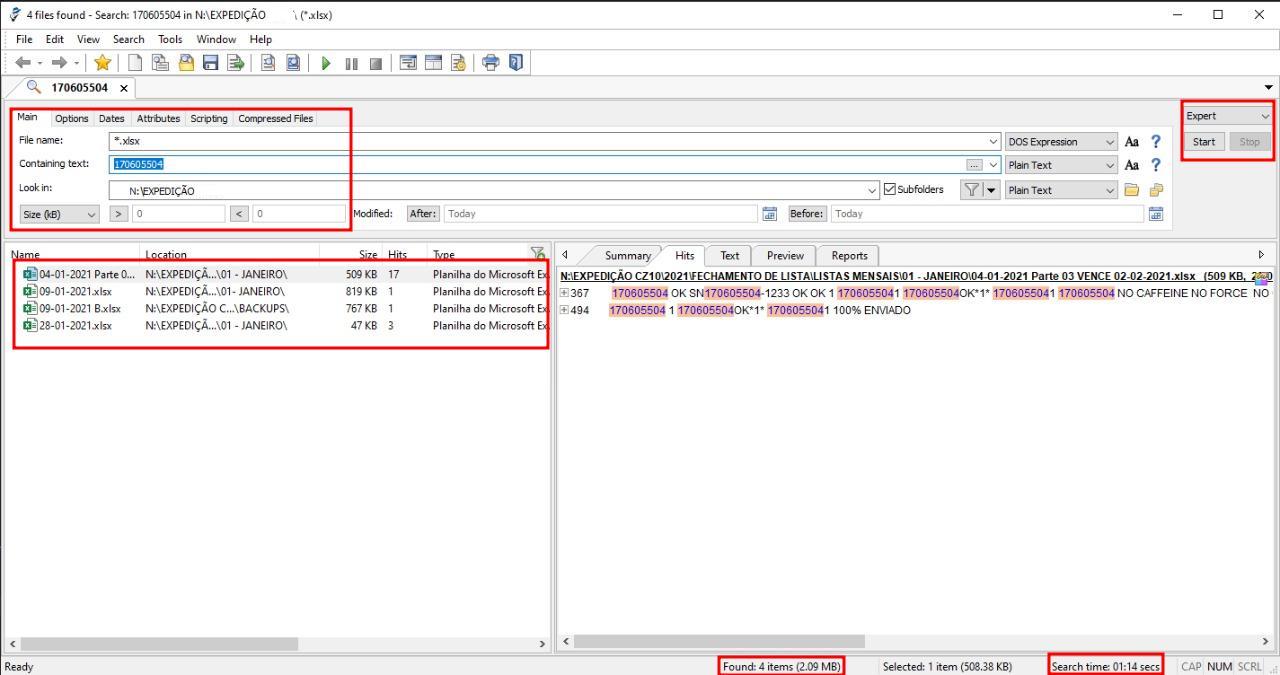 4 files found - Search: 170605504 in N:\EXPEDIÇÃO \ (*.xlsx)
File Edit View Search Tools Window Help
170605504
Main Options Dates Attributes Scripting Compressed Files
Expert
File name: *.xlsx DOS Expression Aa ?
Start Stop
Containing text: 170605504 ... Plain Text Aa ?
Look in: N:\EXPEDIÇÃO Subfolders Plain Text
Size (kB) > 0 < 0 Modified: After: Today Before: Today
Name Location Size Hits Type
Summary Hits Text Preview Reports
04-01-2021 Parte 0... N:\EXPEDIÇÃ...\01 - JANEIRO\ 509 KB 17 Planilha do Microsoft Ex
09-01-2021.xlsx N:\EXPEDIÇÃ...\01- JANEIRO\ 819 KB 1 Planilha do Microsoft Ex
09-01-2021 B.xlsx N:\EXPEDIÇÃO C...\BACKUPS\ 767 KB 1 Planilha do Microsoft Ex
28-01-2021.xlsx N:\EXPEDIÇÃ...\01 - JANEIRO\ 47 KB 3 Planilha do Microsoft Ex
N:\EXPEDIÇÃO CZ10\2021\FECHAMENTO DE LISTA\LISTAS MENSAIS\01 - JANEIRO\04-01-2021 Parte 03 VENCE 02-02-2021.xlsx (509 KB,
367 170605504 OK SN170605504-1233 OK OK 1 1706055041 170605504OK*1* 1706055041 170605504 NO CAFFEINE NO FORCE NO
494 170605504 1 170605504OK*1* 1706055041 100% ENVIADO
Ready Found: 4 items (2.09 MB) Selected: 1 item (508.38 KB) Search time: 01:14 secs CAP NUM SCRL